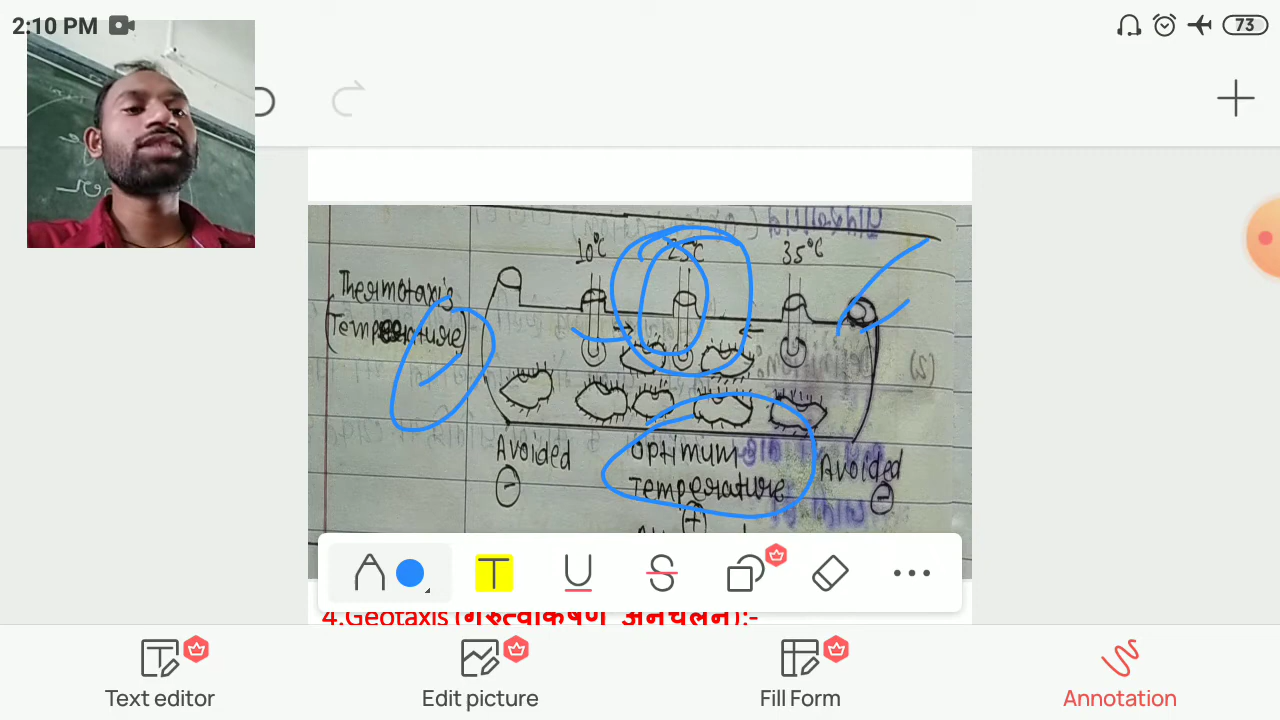 2:10 PM
73
10°C
25°C
35°C
Thermotaxis
(Temperature)
Avoided
Optimum
Temperature
Avoided
(-)
(-)
(+)
(2)
T
U
S
4.Geotaxis (गुरुत्वाकर्षण अनुचलन):-
Text editor
Edit picture
Fill Form
Annotation